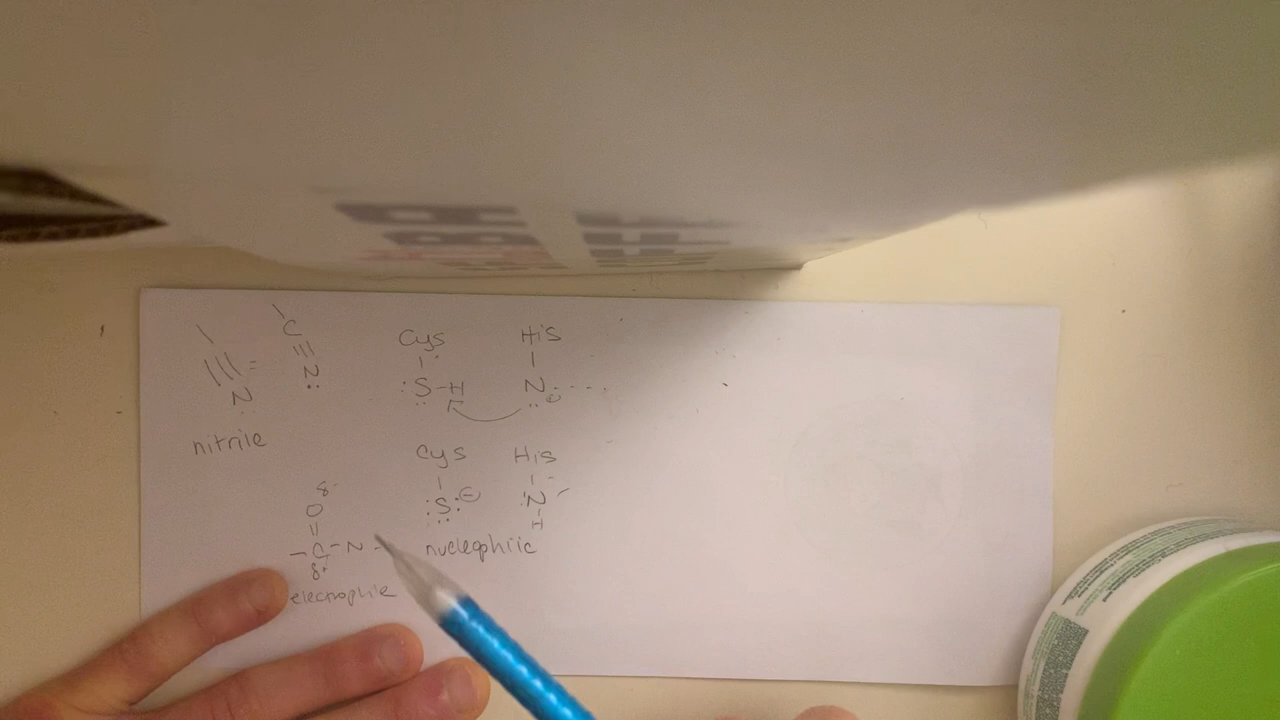 C
≡ = ≡
N N:
nitrile
Cys His
:S-H N:
Cys His
:S:⊖ :N
H
nucleophilic
δ-
O
=
-C-N-
δ+
electrophile